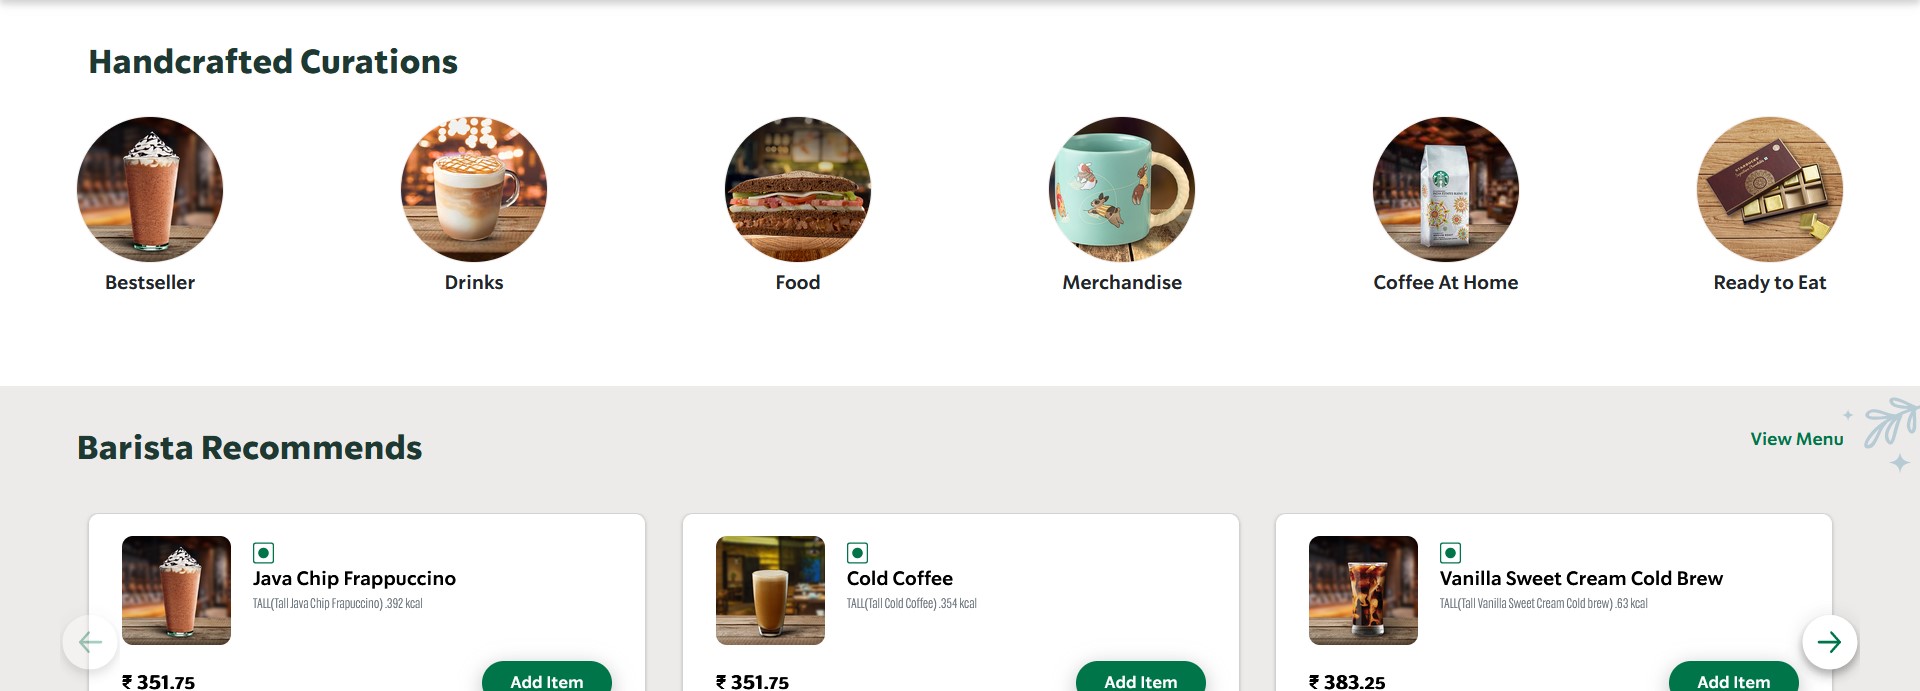 Handcrafted Curations
Bestseller
Drinks
Food
Merchandise
Coffee At Home
Ready to Eat
Barista Recommends
View Menu
Java Chip Frappuccino
TALL(Tall Java Chip Frapuccino) .392 kcal
₹ 351.75
Add Item
Cold Coffee
TALL(Tall Cold Coffee) .354 kcal
₹ 351.75
Add Item
Vanilla Sweet Cream Cold Brew
TALL(Tall Vanilla Sweet Cream Cold brew) .63 kcal
₹ 383.25
Add Item